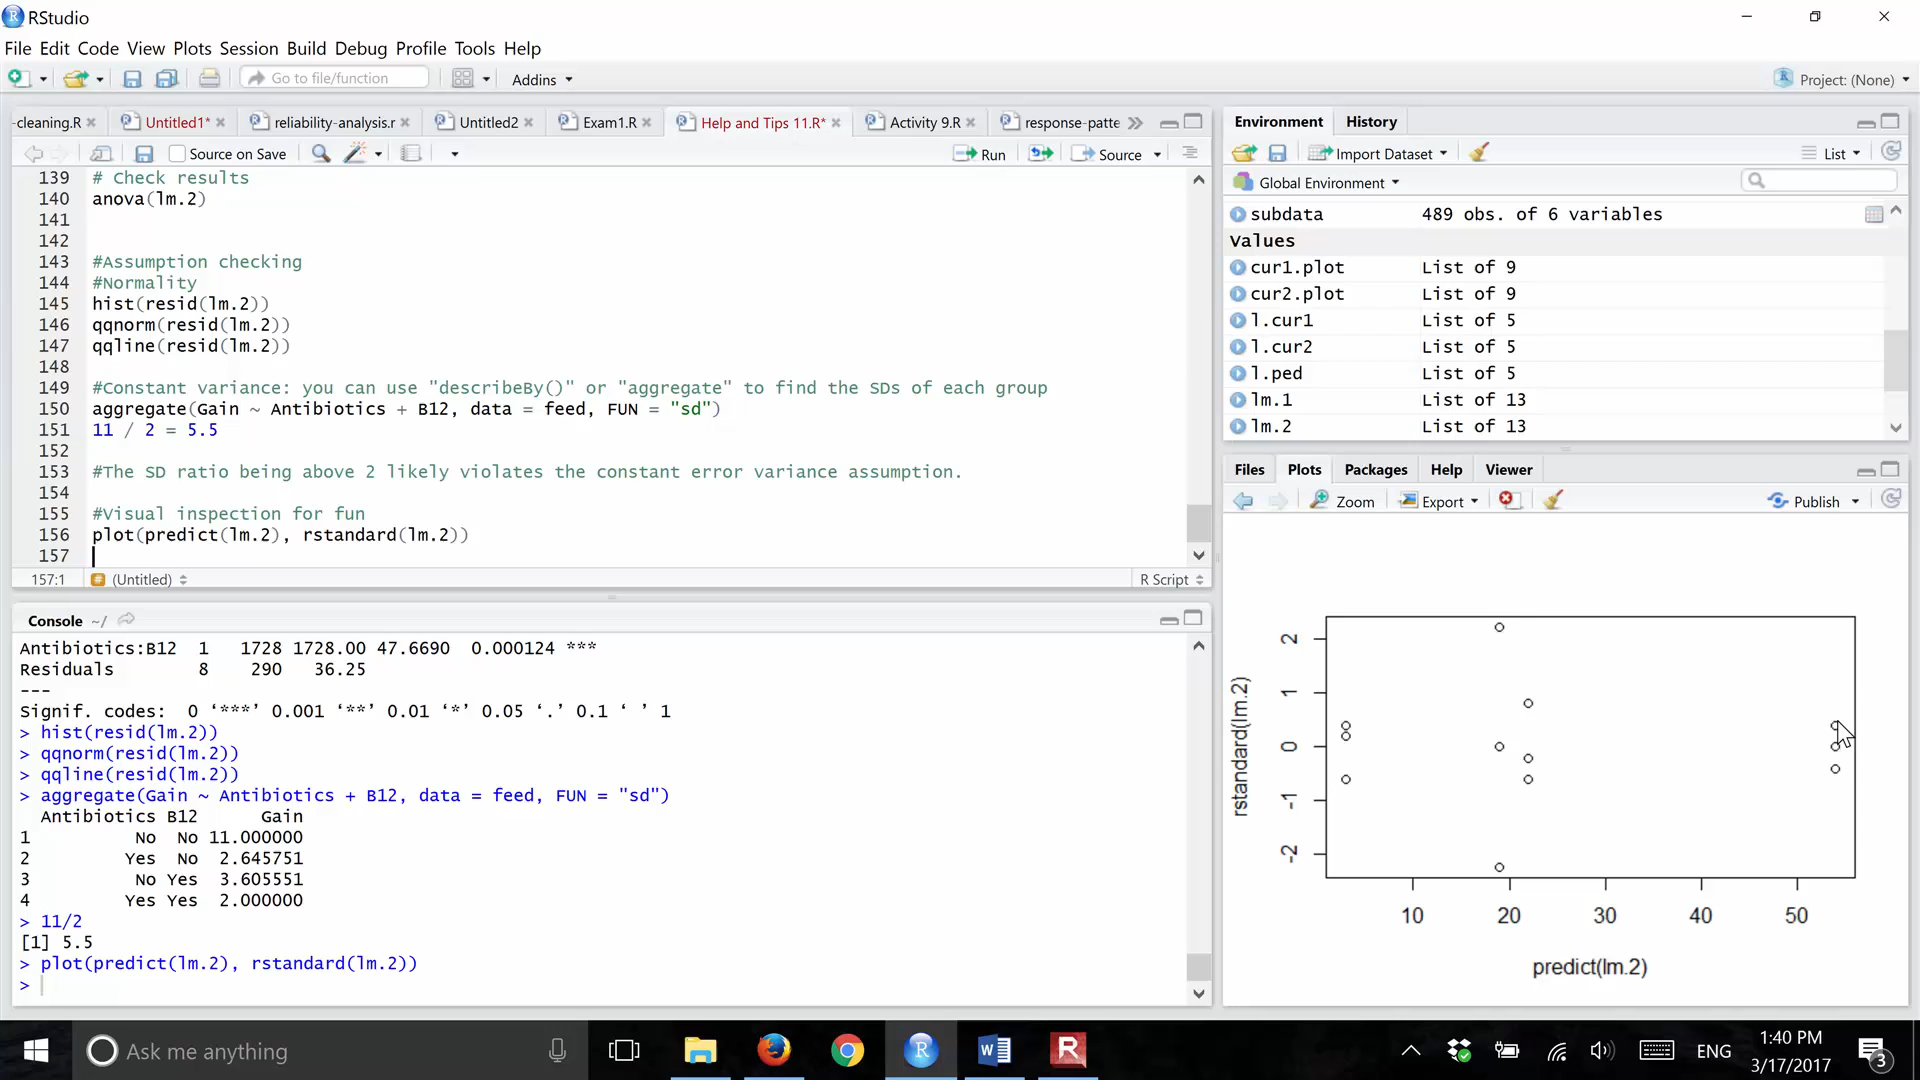 RStudio
File Edit Code View Plots Session Build Debug Profile Tools Help
Go to file/function
Addins
Project: (None)
-cleaning.R
Untitled1*
reliability-analysis.r
Untitled2
Exam1.R
Help and Tips 11.R*
Activity 9.R
response-patte
Source on Save
Run
Source
139 # Check results
140 anova(lm.2)
141
142
143 #Assumption checking
144 #Normality
145 hist(resid(lm.2))
146 qqnorm(resid(lm.2))
147 qqline(resid(lm.2))
148
149 #Constant variance: you can use "describeBy()" or "aggregate" to find the SDs of each group
150 aggregate(Gain ~ Antibiotics + B12, data = feed, FUN = "sd")
151 11 / 2 = 5.5
152
153 #The SD ratio being above 2 likely violates the constant error variance assumption.
154
155 #Visual inspection for fun
156 plot(predict(lm.2), rstandard(lm.2))
157
157:1 (Untitled) R Script
Console ~/
Antibiotics:B12 1 1728 1728.00 47.6690 0.000124 ***
Residuals 8 290 36.25
---
Signif. codes: 0 ‘***’ 0.001 ‘**’ 0.01 ‘*’ 0.05 ‘.’ 0.1 ‘ ’ 1
> hist(resid(lm.2))
> qqnorm(resid(lm.2))
> qqline(resid(lm.2))
> aggregate(Gain ~ Antibiotics + B12, data = feed, FUN = "sd")
Antibiotics B12 Gain
1 No No 11.000000
2 Yes No 2.645751
3 No Yes 3.605551
4 Yes Yes 2.000000
> 11/2
[1] 5.5
> plot(predict(lm.2), rstandard(lm.2))
>
Environment History
Import Dataset
List
Global Environment
subdata 489 obs. of 6 variables
Values
cur1.plot List of 9
cur2.plot List of 9
l.cur1 List of 5
l.cur2 List of 5
l.ped List of 5
lm.1 List of 13
lm.2 List of 13
Files Plots Packages Help Viewer
Zoom
Export
Publish
rstandard(lm.2)
2
1
0
-1
-2
10 20 30 40 50
predict(lm.2)
Ask me anything
ENG
1:40 PM
3/17/2017
3